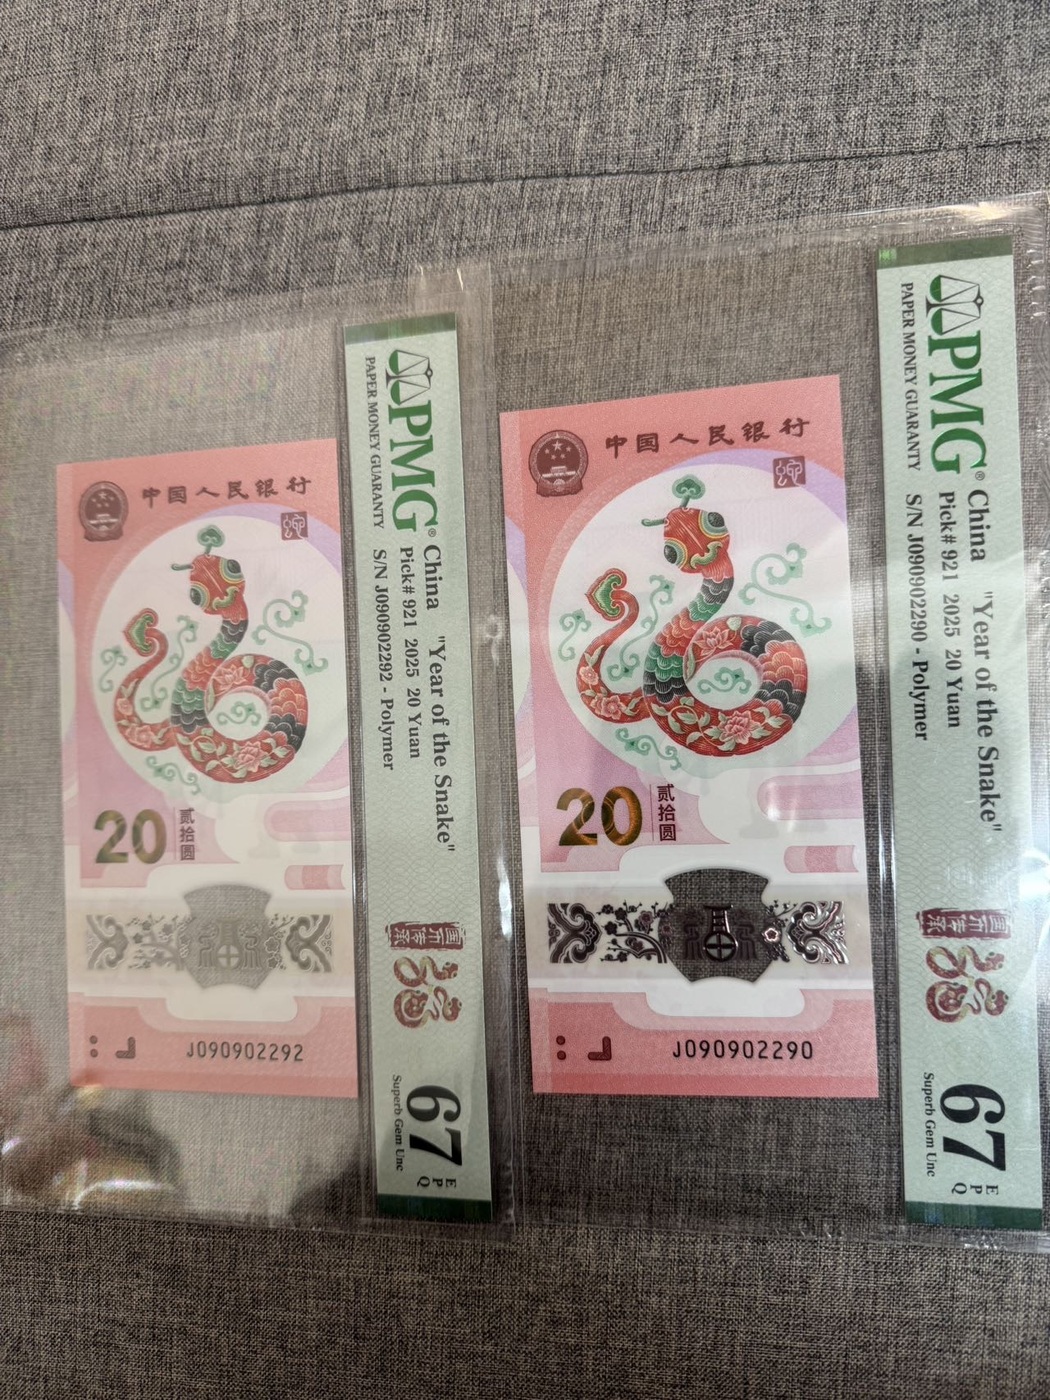 中国人民银行
20
贰拾圆
J090902292
PMG®
PAPER MONEY GUARANTY
China "Year of the Snake"
Pick# 921 2025 20 Yuan
S/N J090902292 - Polymer
67
EPQ
Superb Gem Unc
中国人民银行
20
贰拾圆
J090902290
PMG®
PAPER MONEY GUARANTY
China "Year of the Snake"
Pick# 921 2025 20 Yuan
S/N J090902290 - Polymer
67
EPQ
Superb Gem Unc